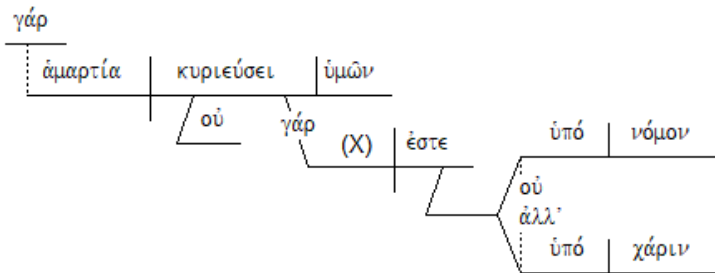 γάρ
ἁμαρτία κυριεύσει ὑμῶν
οὐ γάρ
(X) ἐστε
ὑπό νόμον
οὐ
ἀλλ’
ὑπό χάριν